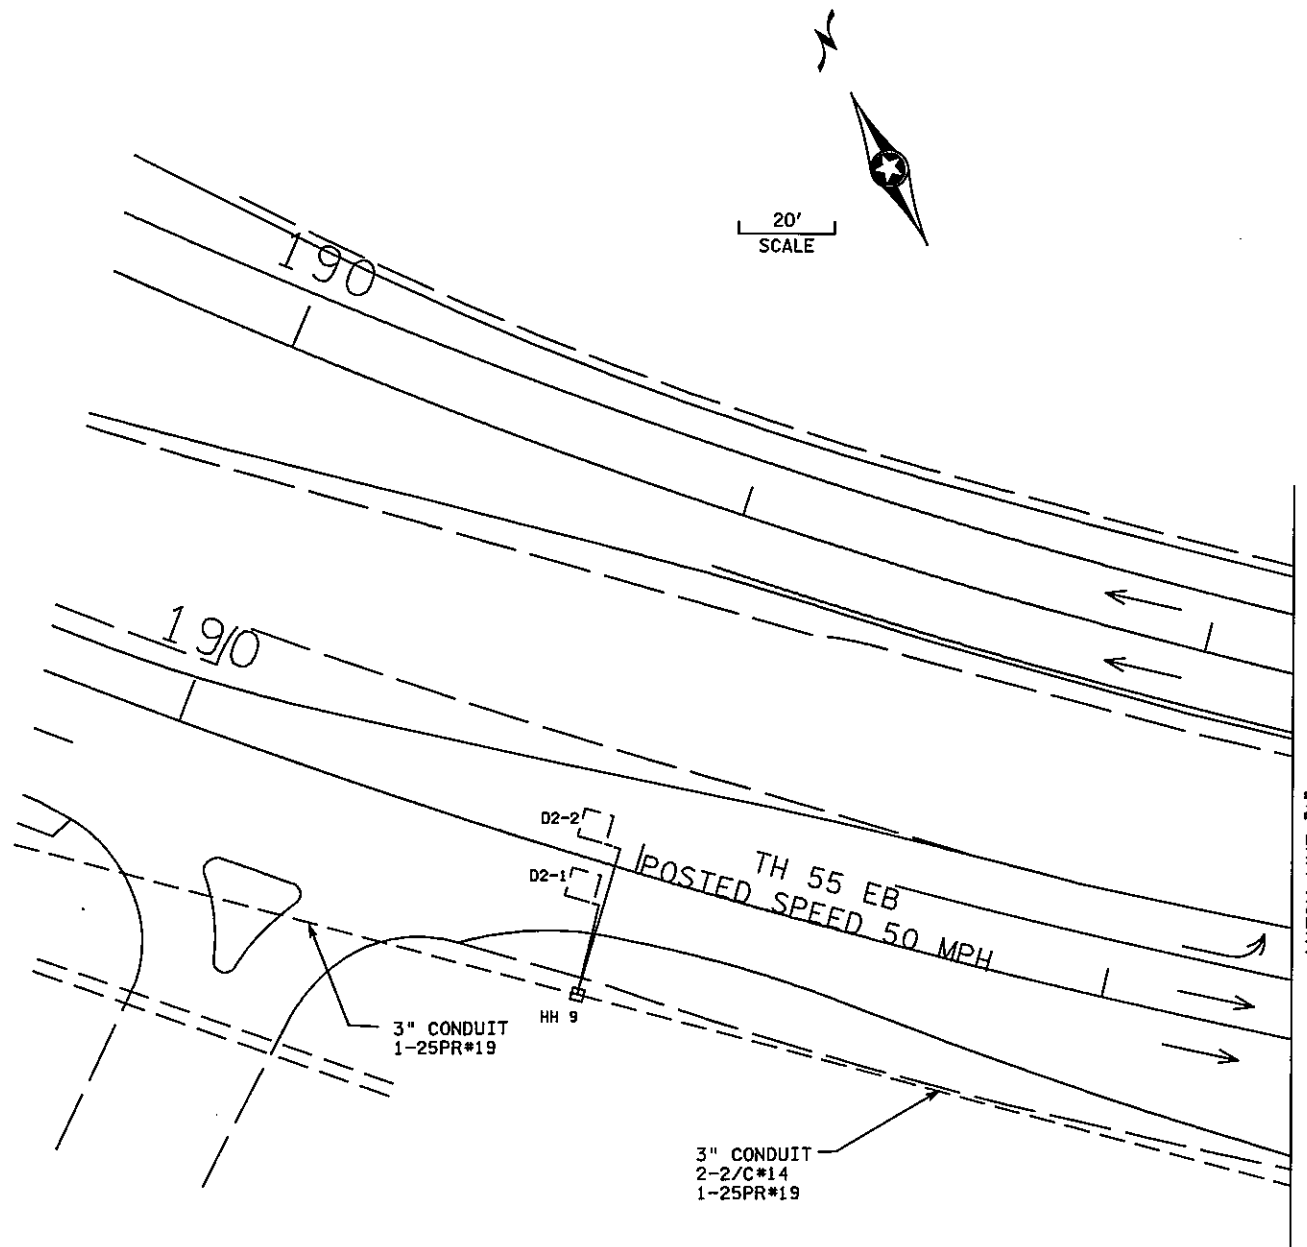 20'
SCALE
190
190
D2-2
D2-1
TH 55 EB
POSTED SPEED 50 MPH
HH 9
3" CONDUIT
1-25PR#19
3" CONDUIT
2-2/C#14
1-25PR#19